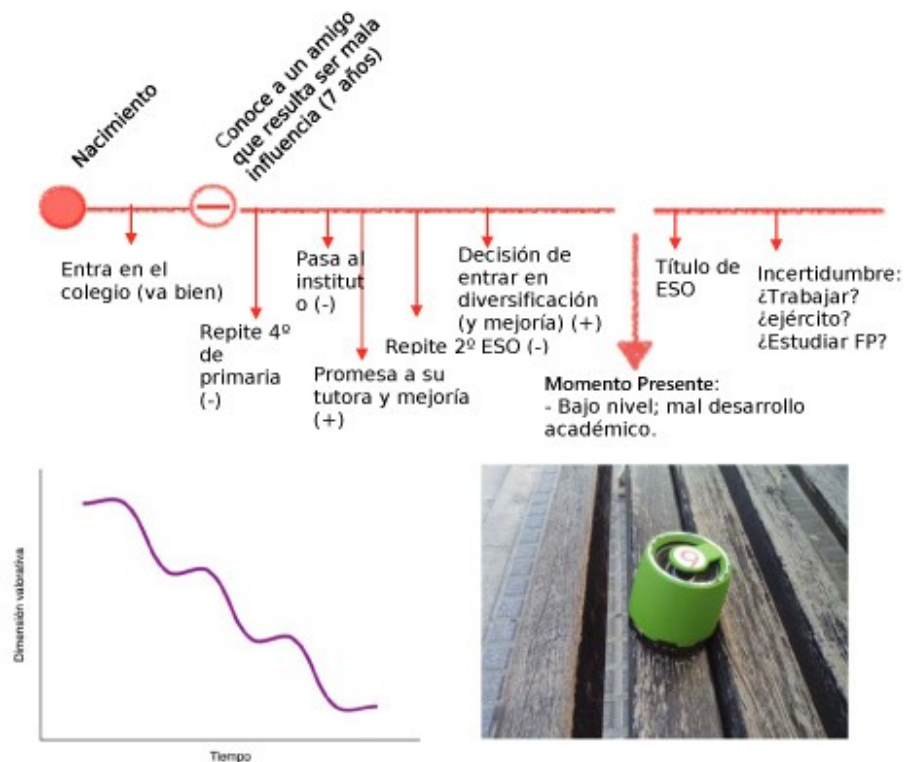 Nacimiento
Conoce a un amigo
que resulta ser mala
influencia (7 años)
Entra en el
colegio (va bien)
Repite 4º
de
primaria
(-)
Pasa al
institut
o (-)
Promesa a su
tutora y mejoría
(+)
Repite 2º ESO (-)
Decisión de
entrar en
diversificación
(y mejoría) (+)
Momento Presente:
- Bajo nivel; mal desarrollo
académico.
Título de
ESO
Incertidumbre:
¿Trabajar?
¿ejército?
¿Estudiar FP?
Dimensión valorativa
Tiempo